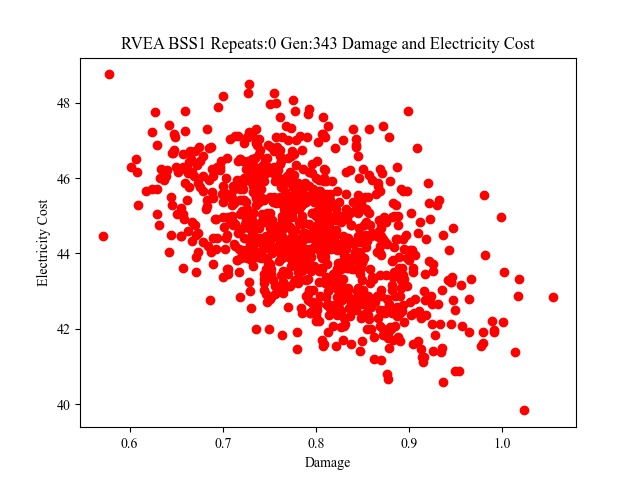 RVEA BSS1 Repeats:0 Gen:343 Damage and Electricity Cost
48
46
44
42
40
Electricity Cost
0.6 0.7 0.8 0.9 1.0
Damage